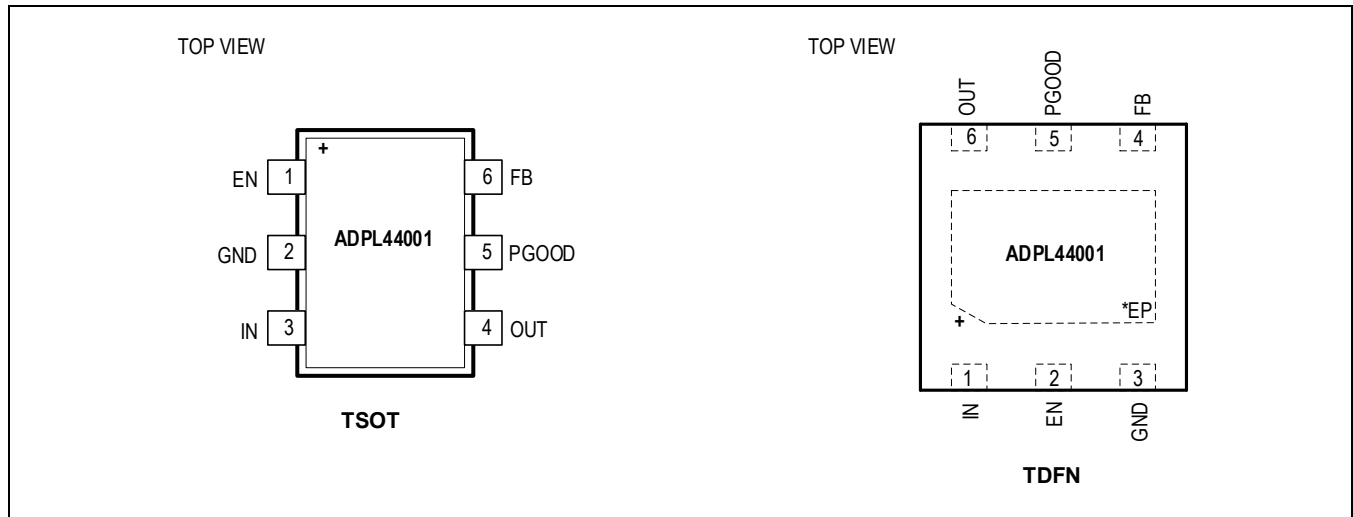 TOP VIEW
+
EN 1
6 FB
ADPL44001
GND 2
5 PGOOD
IN 3
4 OUT
TSOT
TOP VIEW
OUT
PGOOD
FB
6
5
4
ADPL44001
*EP
+
1
2
3
IN
EN
GND
TDFN